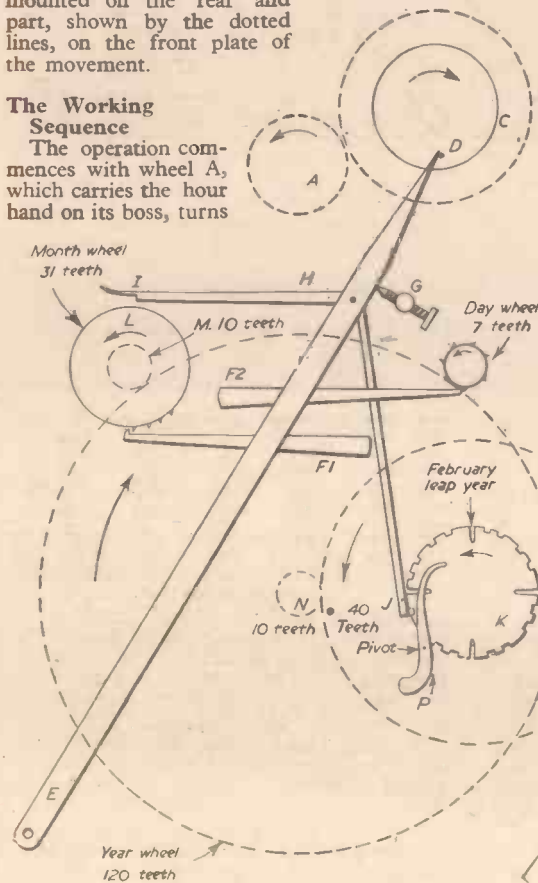 mounted on the rear and
part, shown by the dotted
lines, on the front plate of
the movement.
The Working
Sequence
The operation com-
mences with wheel A,
which carries the hour
hand on its boss, turns
C
D
A
Month wheel
31 teeth
I
H
G
L
M. 10 teeth
Day wheel
7 teeth
F2
F1
February
leap year
N
10 teeth
40
Teeth
J
K
Pivot
P
E
Year wheel
120 teeth